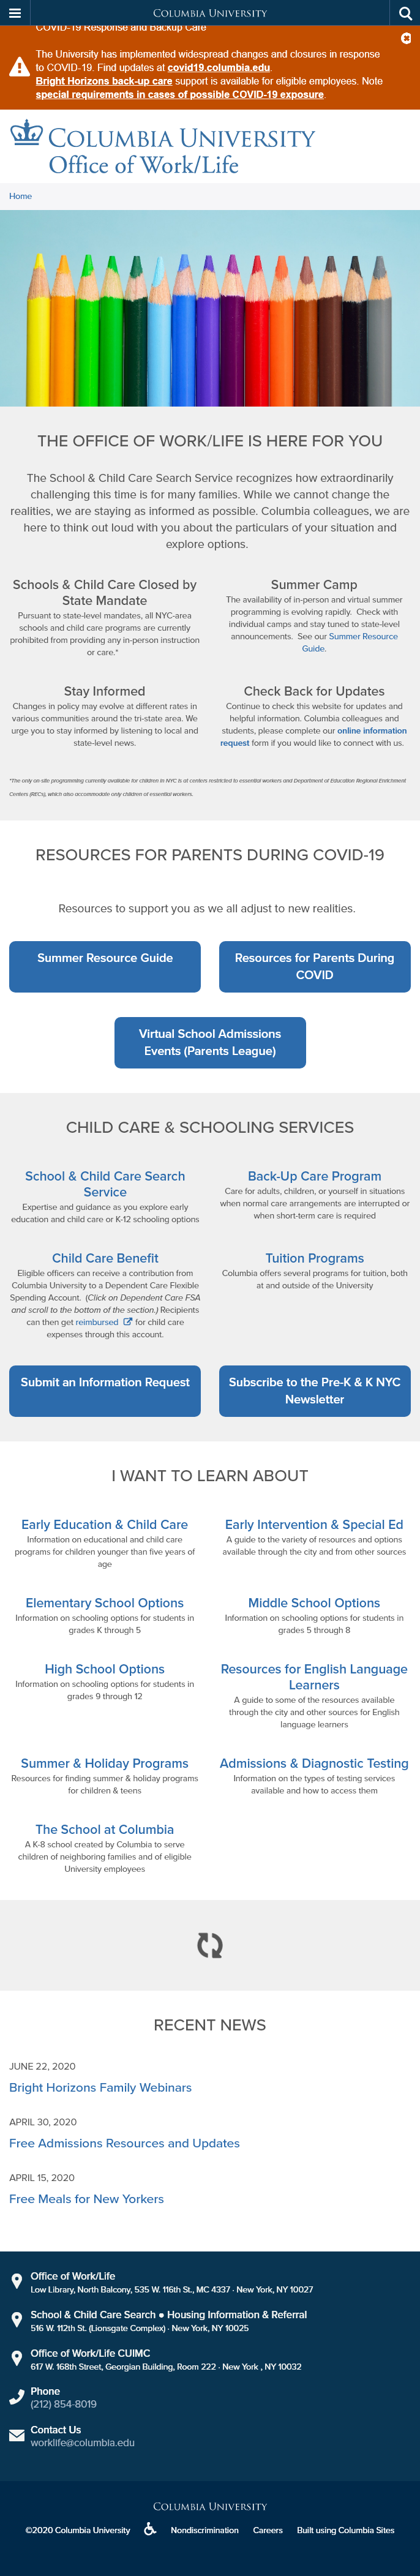 COLUMBIA UNIVERSITY
COVID-19 Response and Backup Care
The University has implemented widespread changes and closures in response
to COVID-19. Find updates at covid19.columbia.edu.
Bright Horizons back-up care support is available for eligible employees. Note
special requirements in cases of possible COVID-19 exposure.
COLUMBIA UNIVERSITY
Office of Work/Life
Home
THE OFFICE OF WORK/LIFE IS HERE FOR YOU
The School & Child Care Search Service recognizes how extraordinarily
challenging this time is for many families. While we cannot change the
realities, we are staying as informed as possible. Columbia colleagues, we are
here to think out loud with you about the particulars of your situation and
explore options.
Schools & Child Care Closed by
State Mandate
Pursuant to state-level mandates, all NYC-area
schools and child care programs are currently
prohibited from providing any in-person instruction
or care.*
Summer Camp
The availability of in-person and virtual summer
programming is evolving rapidly. Check with
individual camps and stay tuned to state-level
announcements. See our Summer Resource
Guide.
Stay Informed
Changes in policy may evolve at different rates in
various communities around the tri-state area. We
urge you to stay informed by listening to local and
state-level news.
Check Back for Updates
Continue to check this website for updates and
helpful information. Columbia colleagues and
students, please complete our online information
request form if you would like to connect with us.
*The only on-site programming currently available for children in NYC is at centers restricted to essential workers and Department of Education Regional Enrichment
Centers (RECs), which also accommodate only children of essential workers.
RESOURCES FOR PARENTS DURING COVID-19
Resources to support you as we all adjust to new realities.
Summer Resource Guide
Resources for Parents During
COVID
Virtual School Admissions
Events (Parents League)
CHILD CARE & SCHOOLING SERVICES
School & Child Care Search
Service
Expertise and guidance as you explore early
education and child care or K-12 schooling options
Back-Up Care Program
Care for adults, children, or yourself in situations
when normal care arrangements are interrupted or
when short-term care is required
Child Care Benefit
Eligible officers can receive a contribution from
Columbia University to a Dependent Care Flexible
Spending Account. (Click on Dependent Care FSA
and scroll to the bottom of the section.) Recipients
can then get reimbursed for child care
expenses through this account.
Tuition Programs
Columbia offers several programs for tuition, both
at and outside of the University
Submit an Information Request
Subscribe to the Pre-K & K NYC
Newsletter
I WANT TO LEARN ABOUT
Early Education & Child Care
Information on educational and child care
programs for children younger than five years of
age
Early Intervention & Special Ed
A guide to the variety of resources and options
available through the city and from other sources
Elementary School Options
Information on schooling options for students in
grades K through 5
Middle School Options
Information on schooling options for students in
grades 5 through 8
High School Options
Information on schooling options for students in
grades 9 through 12
Resources for English Language
Learners
A guide to some of the resources available
through the city and other sources for English
language learners
Summer & Holiday Programs
Resources for finding summer & holiday programs
for children & teens
Admissions & Diagnostic Testing
Information on the types of testing services
available and how to access them
The School at Columbia
A K-8 school created by Columbia to serve
children of neighboring families and of eligible
University employees
RECENT NEWS
JUNE 22, 2020
Bright Horizons Family Webinars
APRIL 30, 2020
Free Admissions Resources and Updates
APRIL 15, 2020
Free Meals for New Yorkers
Office of Work/Life
Low Library, North Balcony, 535 W. 116th St., MC 4337 · New York, NY 10027
School & Child Care Search ● Housing Information & Referral
516 W. 112th St. (Lionsgate Complex) · New York, NY 10025
Office of Work/Life CUIMC
617 W. 168th Street, Georgian Building, Room 222 · New York , NY 10032
Phone
(212) 854-8019
Contact Us
worklife@columbia.edu
COLUMBIA UNIVERSITY
©2020 Columbia University Nondiscrimination Careers Built using Columbia Sites